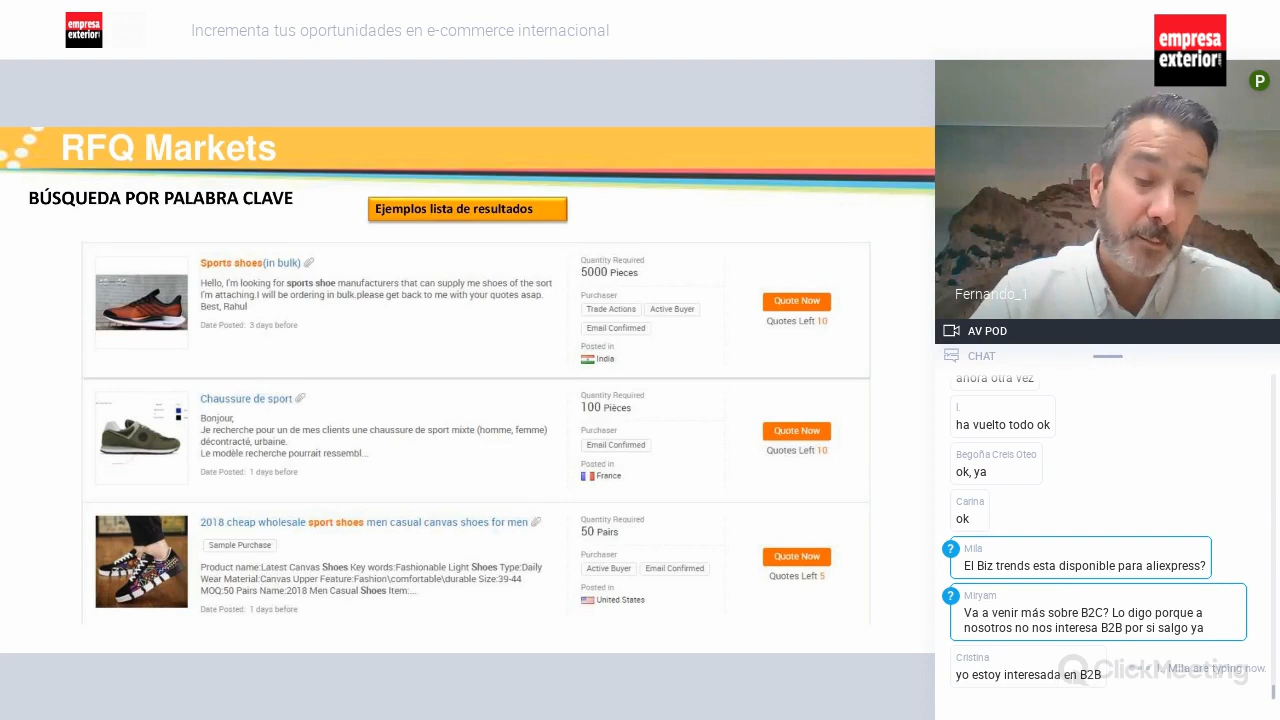 empresa
exterior.com
Incrementa tus oportunidades en e-commerce internacional
empresa
exterior.com
P
RFQ Markets
BÚSQUEDA POR PALABRA CLAVE
Ejemplos lista de resultados
Sports shoes(in bulk)
Hello, I'm looking for sports shoe manufacturers that can supply me shoes of the sort
I'm attaching.I will be ordering in bulk.please get back to me with your quotes asap.
Best, Rahul
Date Posted: 3 days before
Quantity Required
5000 Pieces
Purchaser
Trade Actions Active Buyer
Email Confirmed
Posted in
India
Quote Now
Quotes Left 10
Chaussure de sport
Bonjour,
Je recherche pour un de mes clients une chaussure de sport mixte (homme, femme)
décontracté, urbaine.
Le modèle recherche pourrait ressembl...
Date Posted: 1 days before
Quantity Required
100 Pièces
Purchaser
Email Confirmed
Posted in
France
Quote Now
Quotes Left 10
2018 cheap wholesale sport shoes men casual canvas shoes for men
Sample Purchase
Product name:Latest Canvas Shoes Key words:Fashionable Light Shoes Type:Daily
Wear Material:Canvas Upper Feature:Fashion\comfortable\durable Size:39-44
MOQ:50 Pairs Name:2018 Men Casual Shoes Item:...
Date Posted: 1 days before
Quantity Required
50 Pairs
Purchaser
Active Buyer Email Confirmed
Posted in
United States
Quote Now
Quotes Left 5
Fernando_1
AV POD
CHAT
ahora otra vez
I.
ha vuelto todo ok
Begoña Creis Oteo
ok, ya
Carina
ok
?
Mila
El Biz trends esta disponible para aliexpress?
?
Miryam
Va a venir más sobre B2C? Lo digo porque a
nosotros no nos interesa B2B por si salgo ya
Cristina
yo estoy interesada en B2B
ClickMeeting
I., Mila are typing now.